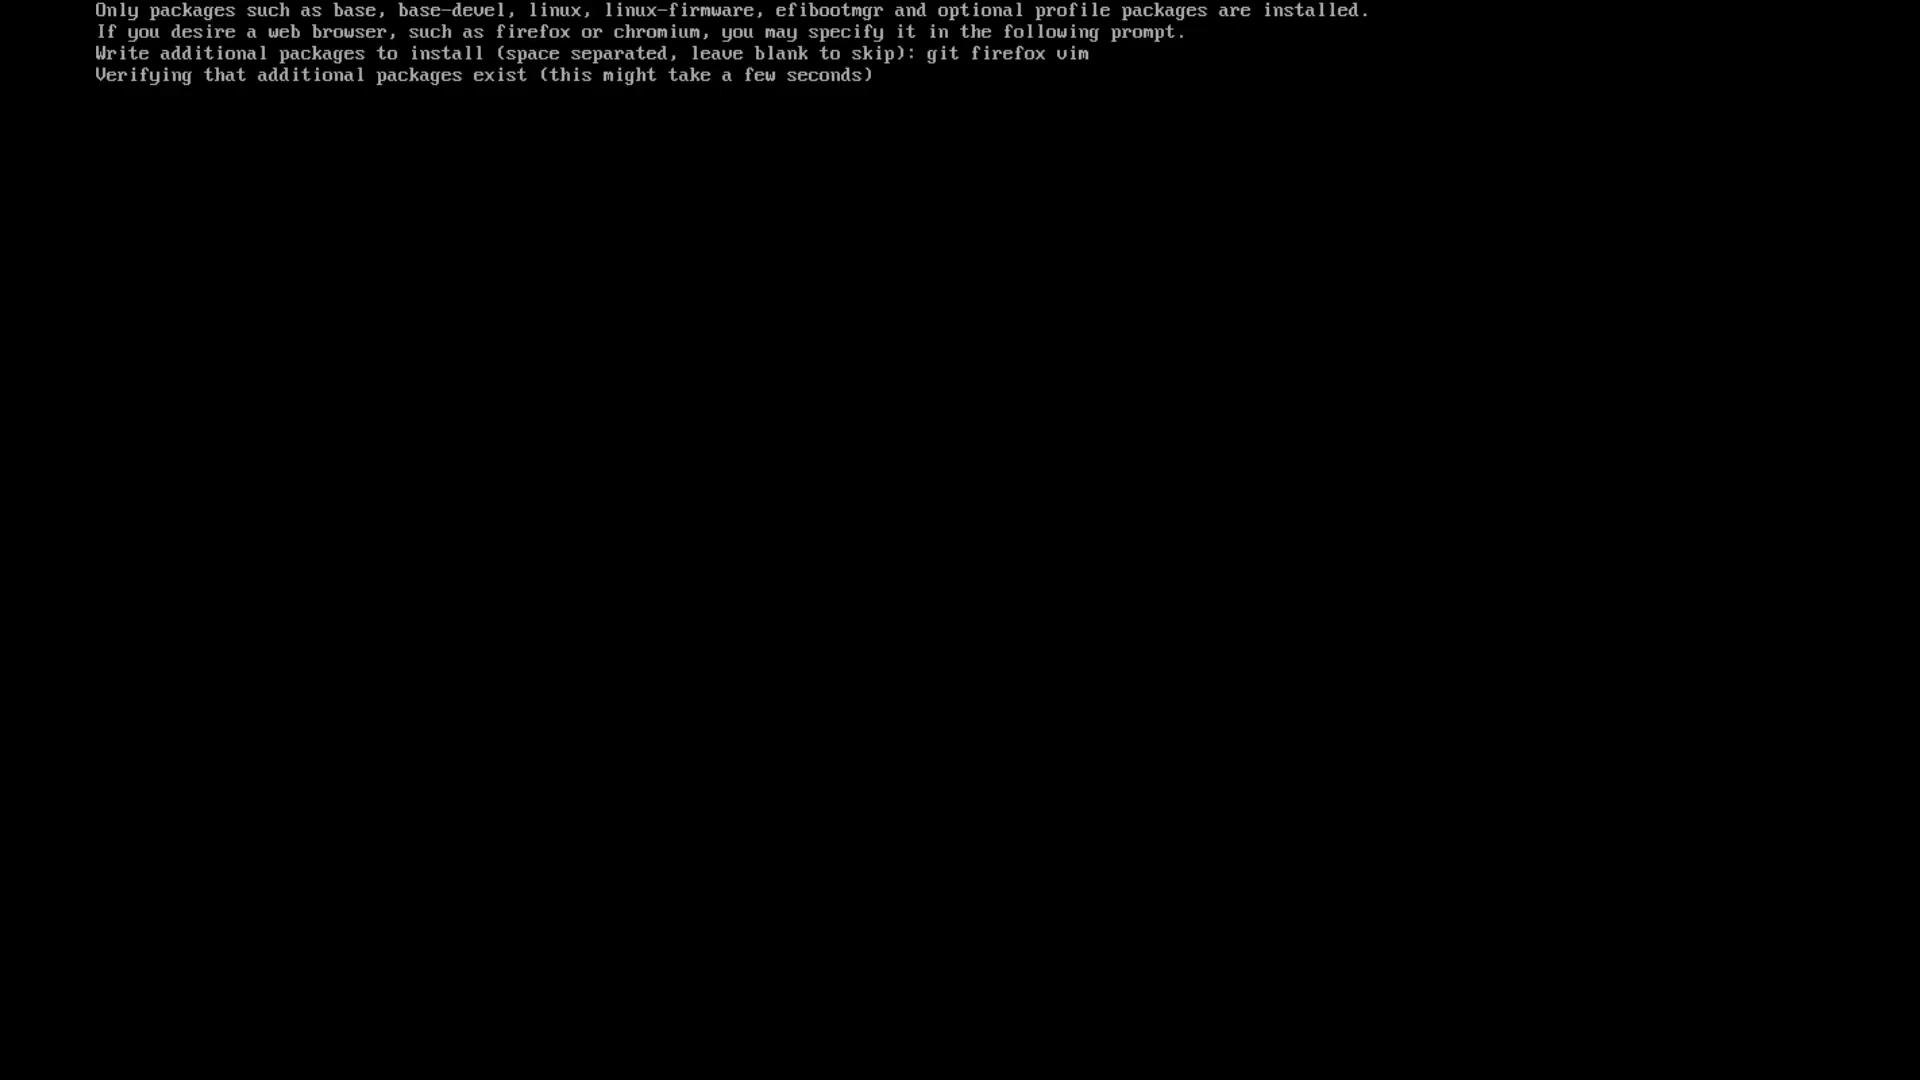 Only packages such as base, base-devel, linux, linux-firmware, efibootmgr and optional profile packages are installed.
If you desire a web browser, such as firefox or chromium, you may specify it in the following prompt.
Write additional packages to install (space separated, leave blank to skip): git firefox vim
Verifying that additional packages exist (this might take a few seconds)